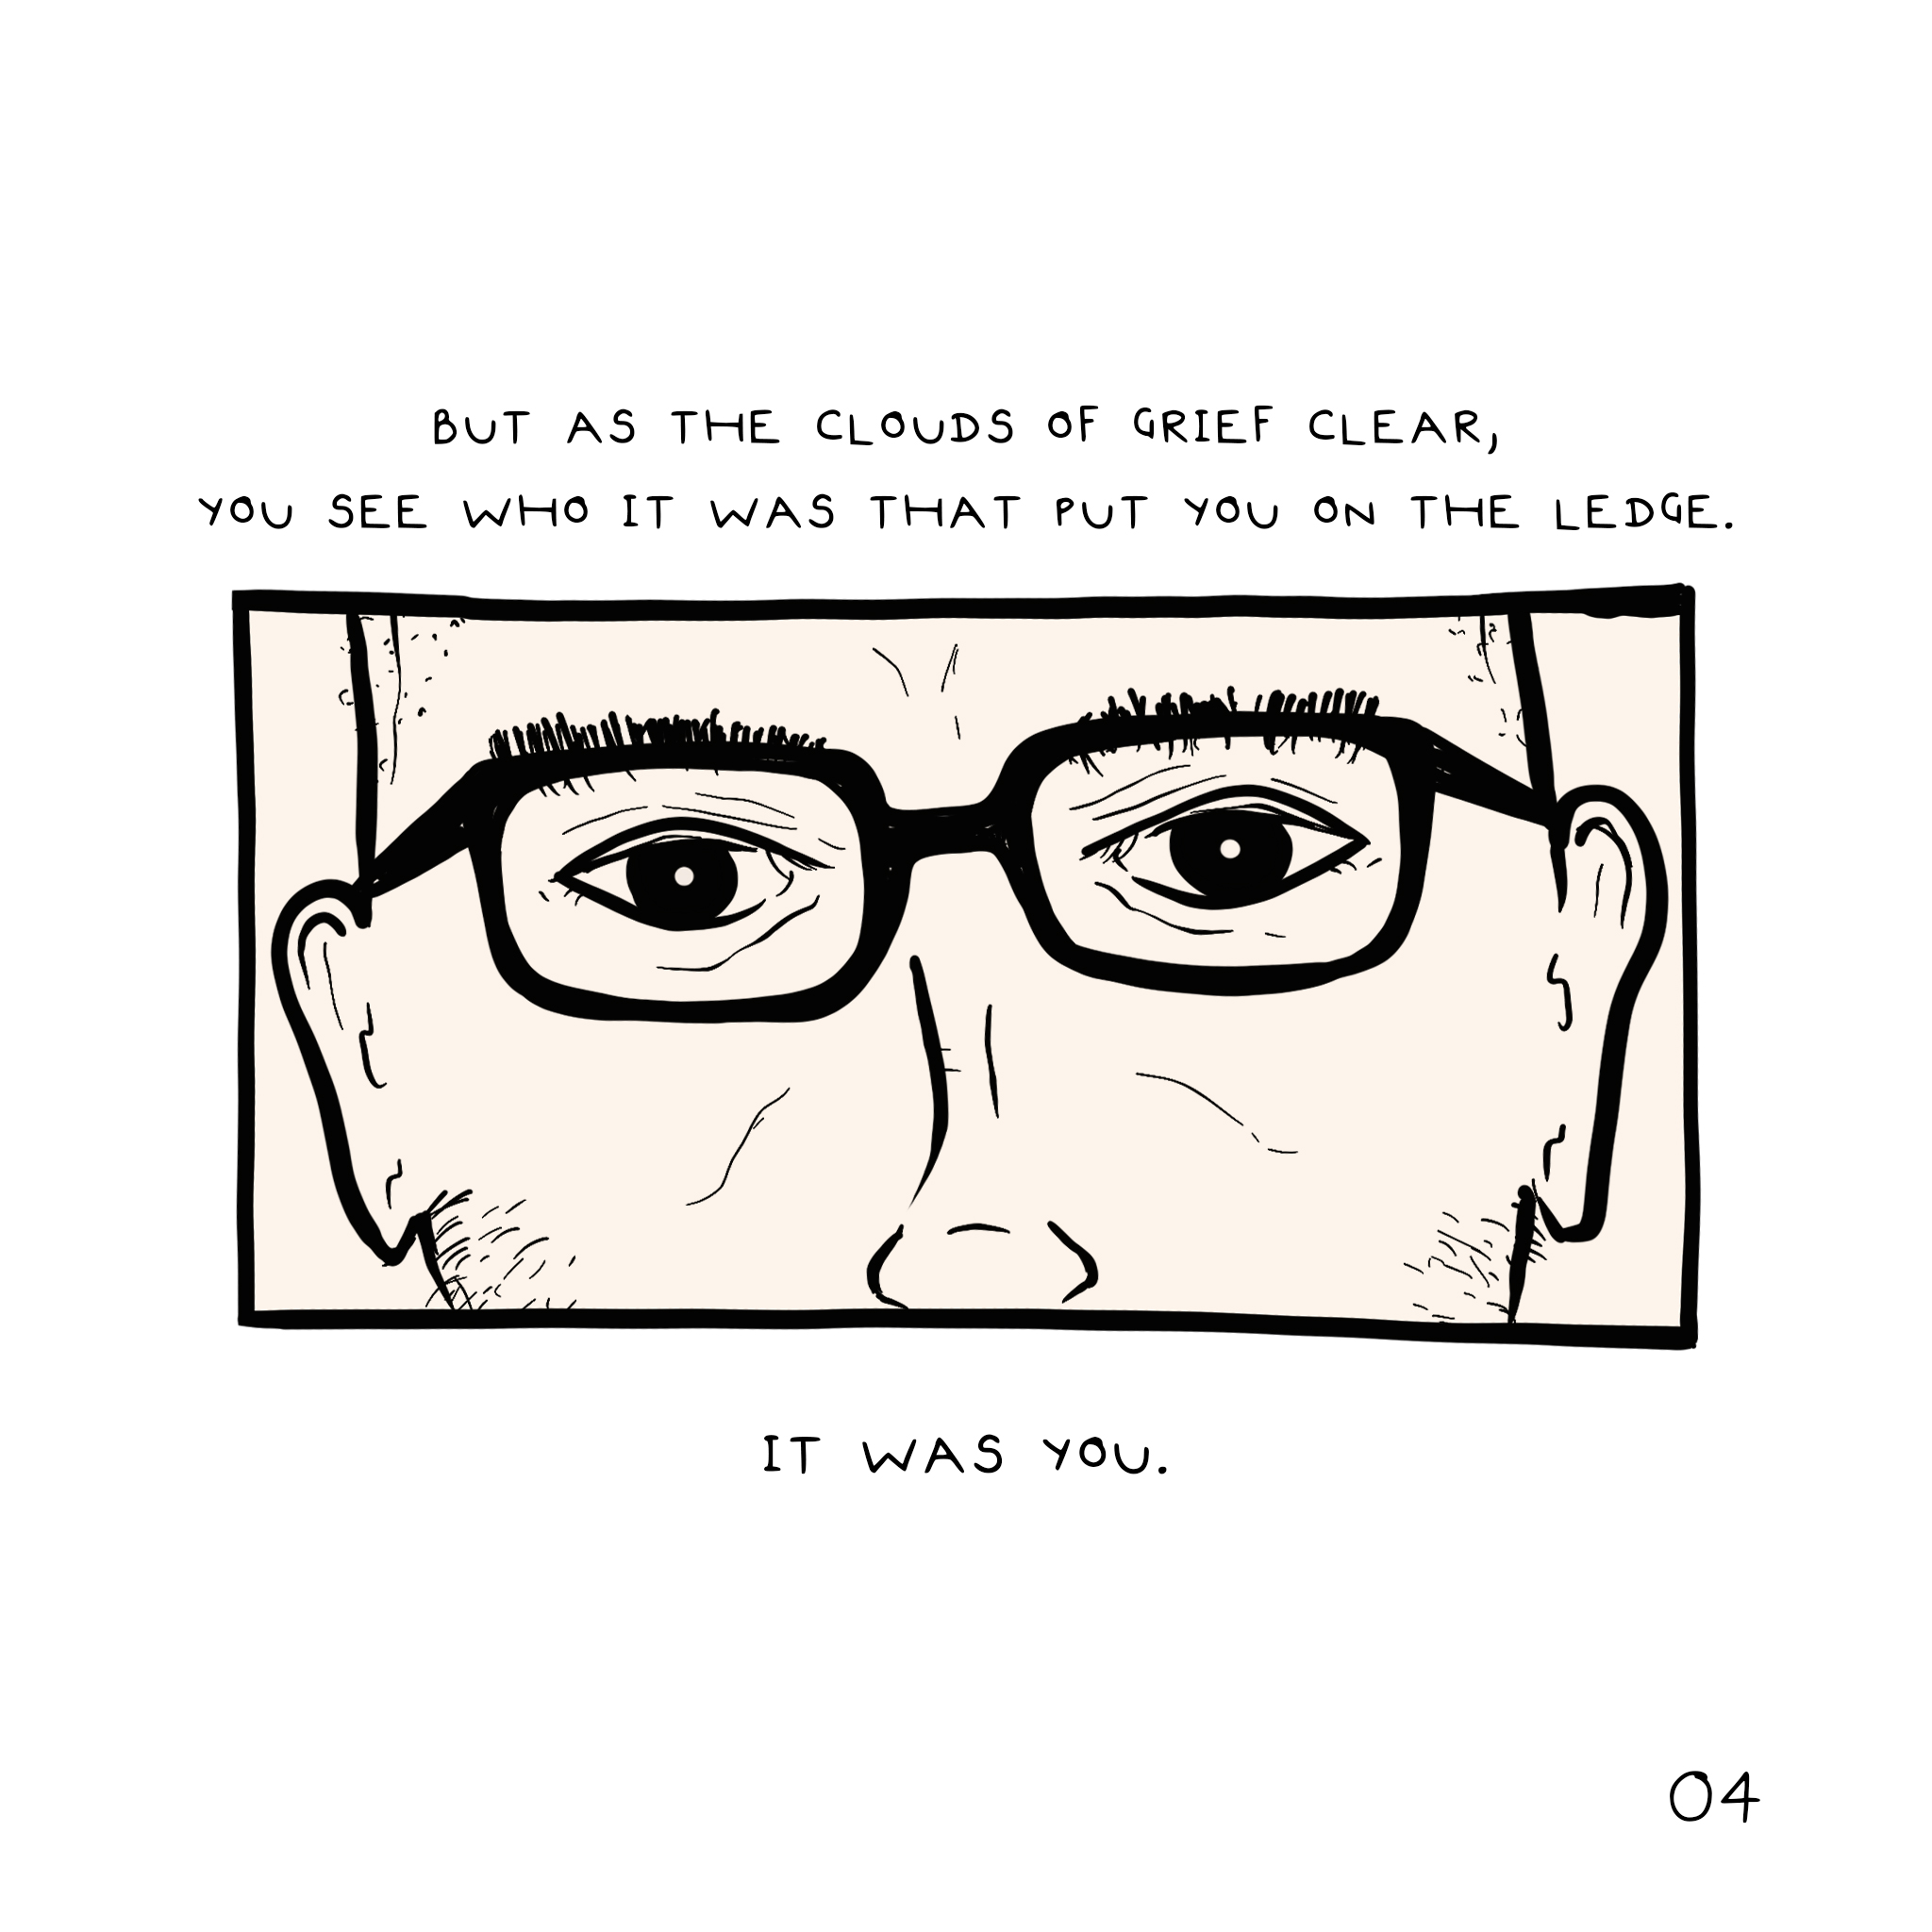 BUT AS THE CLOUDS OF GRIEF CLEAR,
YOU SEE WHO IT WAS THAT PUT YOU ON THE LEDGE.
IT WAS YOU.
04